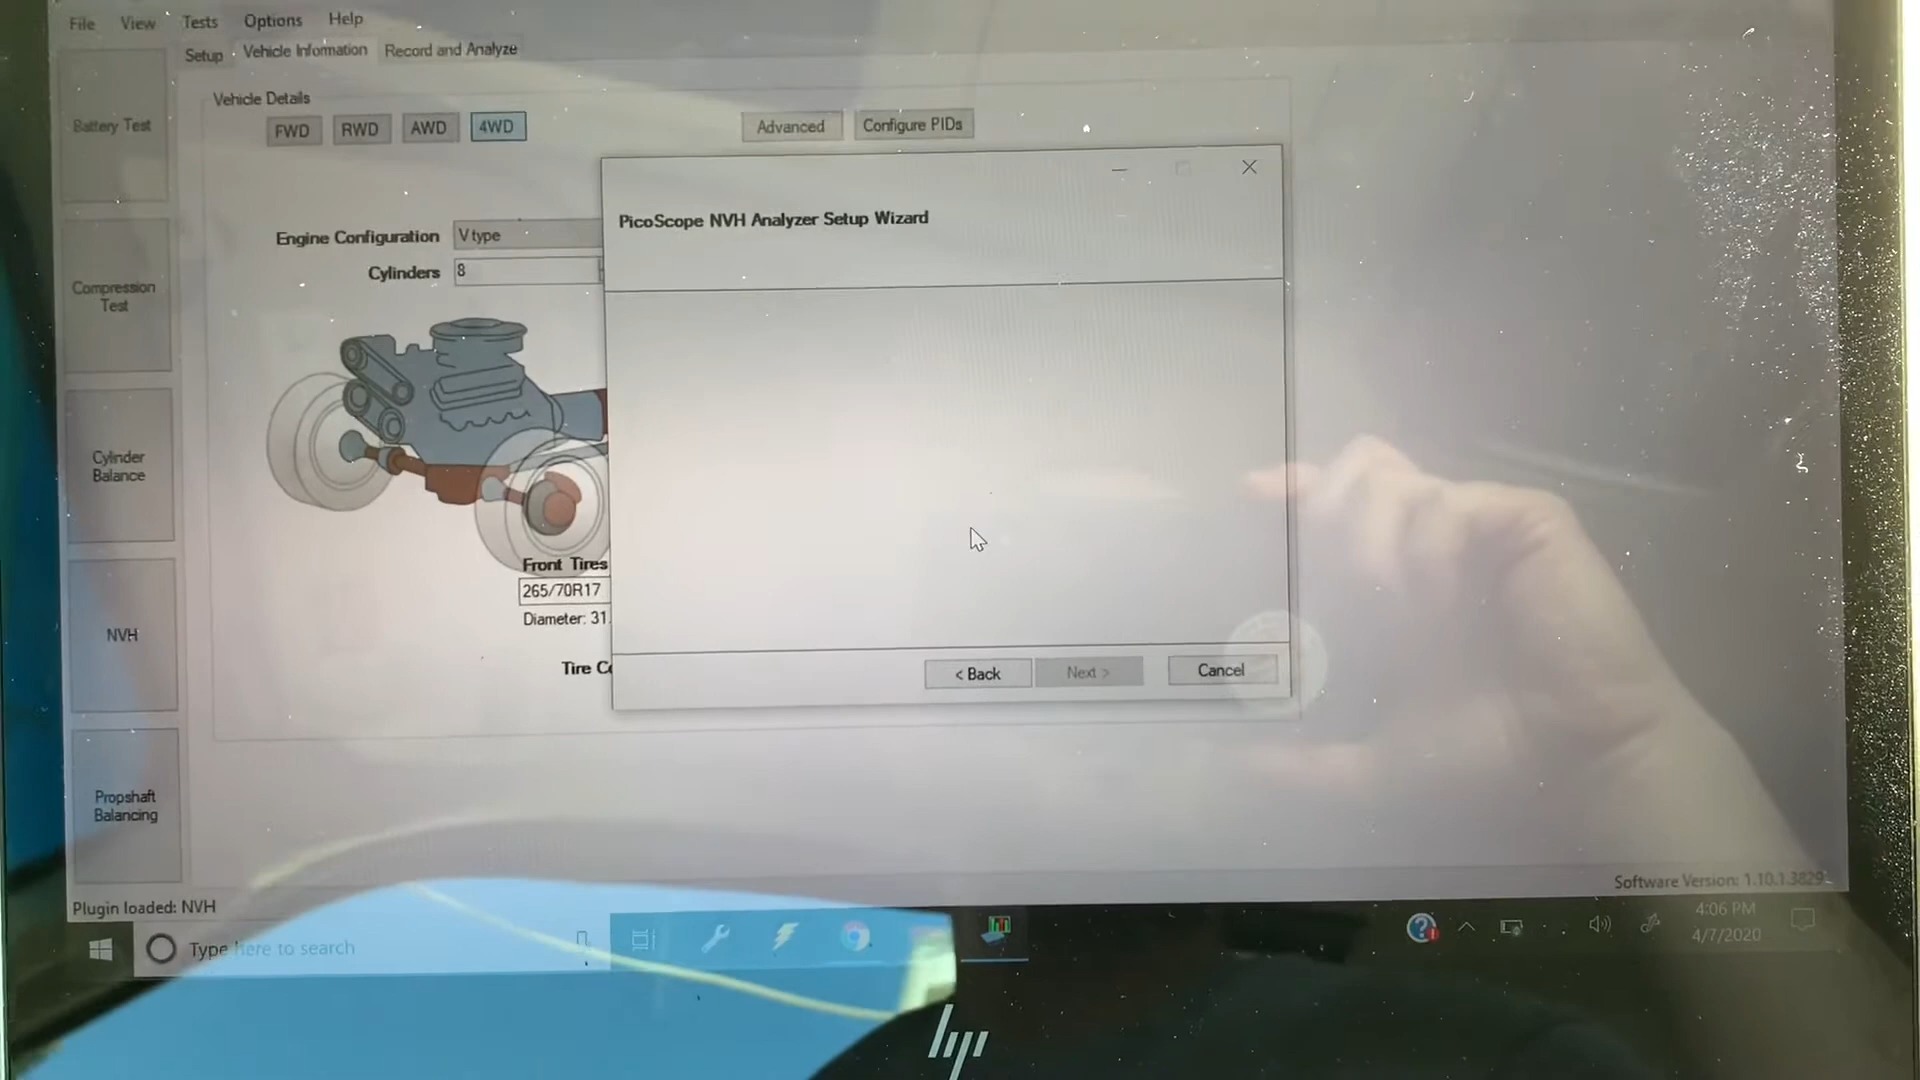 File View Tests Options Help
Setup Vehicle Information Record and Analyze
Vehicle Details
FWD RWD AWD 4WD Advanced Configure PIDs
Battery Test
PicoScope NVH Analyzer Setup Wizard
Engine Configuration V type
Cylinders 8
Compression
Test
Cylinder
Balance
Front Tires
265/70R17
Diameter: 31.
NVH
Tire
< Back Next > Cancel
Propshaft
Balancing
Software Version: 1.10.1.3829
Plugin loaded: NVH
Type here to search
4:06 PM
4/7/2020
hp